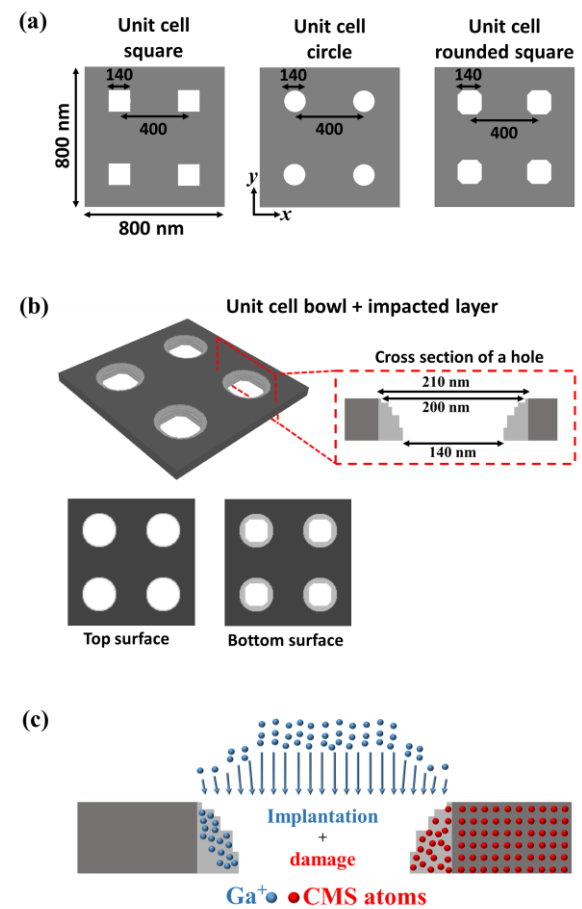 (a)
Unit cell
square
Unit cell
circle
Unit cell
rounded square
140
400
800 nm
800 nm
140
400
y
x
140
400
(b)
Unit cell bowl + impacted layer
Cross section of a hole
210 nm
200 nm
140 nm
Top surface
Bottom surface
(c)
Implantation
+
damage
Ga+
CMS atoms